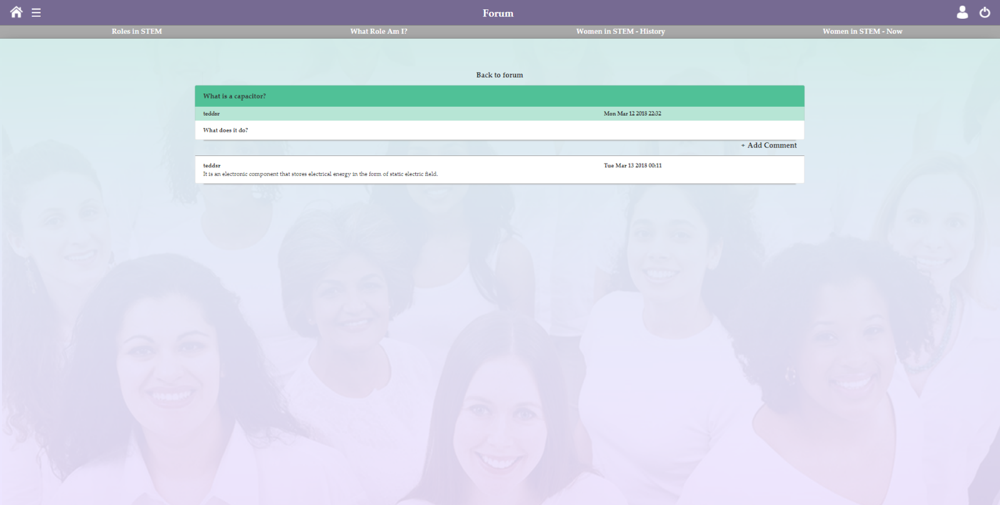 Forum
Roles in STEM
What Role Am I?
Women in STEM - History
Women in STEM - Now
Back to forum
What is a capacitor?
teddsr Mon Mar 12 2018 22:32
What does it do?
+ Add Comment
teddsr Tue Mar 13 2018 00:11
It is an electronic component that stores electrical energy in the form of static electric field.